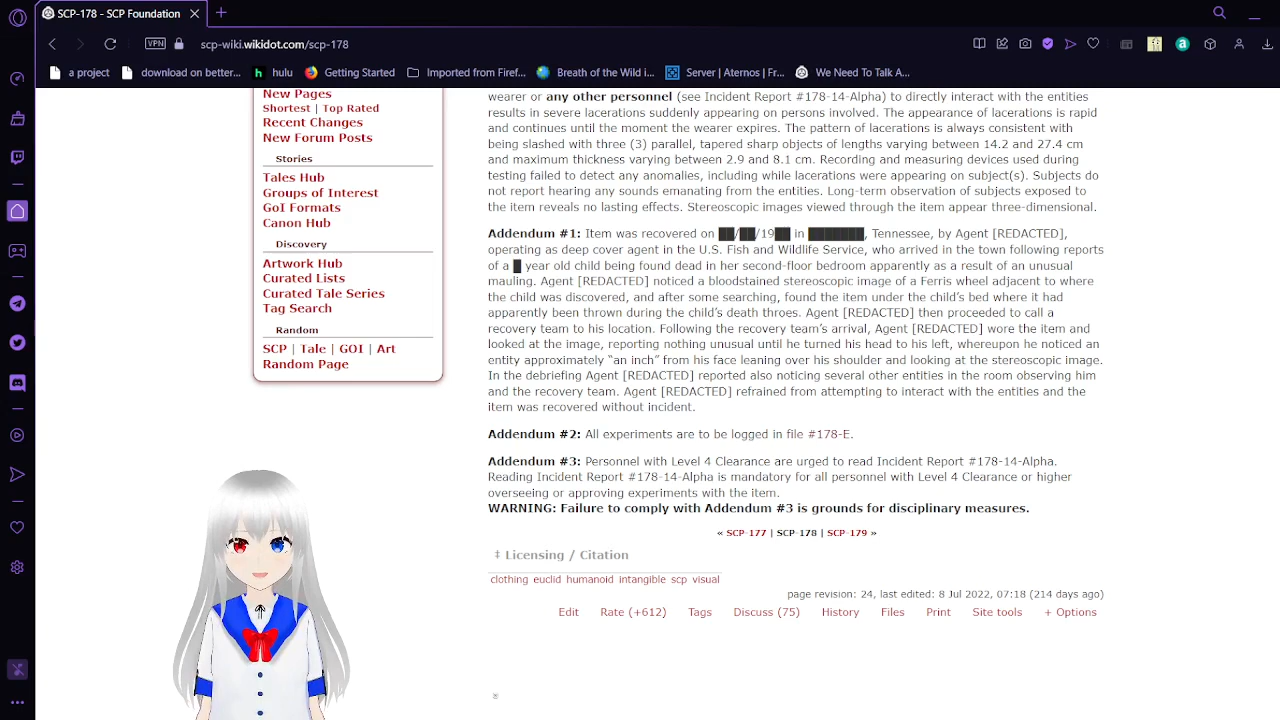 SCP-178 - SCP Foundation
VPN
scp-wiki.wikidot.com/scp-178
a project
download on better...
hulu
Getting Started
Imported from Firef...
Breath of the Wild i...
Server | Aternos | Fr...
We Need To Talk A...
New Pages
Shortest | Top Rated
Recent Changes
New Forum Posts
Stories
Tales Hub
Groups of Interest
GoI Formats
Canon Hub
Discovery
Artwork Hub
Curated Lists
Curated Tale Series
Tag Search
Random
SCP | Tale | GOI | Art
Random Page
wearer or any other personnel (see Incident Report #178-14-Alpha) to directly interact with the entities
results in severe lacerations suddenly appearing on persons involved. The appearance of lacerations is rapid
and continues until the moment the wearer expires. The pattern of lacerations is always consistent with
being slashed with three (3) parallel, tapered sharp objects of lengths varying between 14.2 and 27.4 cm
and maximum thickness varying between 2.9 and 8.1 cm. Recording and measuring devices used during
testing failed to detect any anomalies, including while lacerations were appearing on subject(s). Subjects do
not report hearing any sounds emanating from the entities. Long-term observation of subjects exposed to
the item reveals no lasting effects. Stereoscopic images viewed through the item appear three-dimensional.
Addendum #1: Item was recovered on ██/██/19██ in ███████, Tennessee, by Agent [REDACTED],
operating as deep cover agent in the U.S. Fish and Wildlife Service, who arrived in the town following reports
of a █ year old child being found dead in her second-floor bedroom apparently as a result of an unusual
mauling. Agent [REDACTED] noticed a bloodstained stereoscopic image of a Ferris wheel adjacent to where
the child was discovered, and after some searching, found the item under the child's bed where it had
apparently been thrown during the child's death throes. Agent [REDACTED] then proceeded to call a
recovery team to his location. Following the recovery team's arrival, Agent [REDACTED] wore the item and
looked at the image, reporting nothing unusual until he turned his head to his left, whereupon he noticed an
entity approximately “an inch” from his face leaning over his shoulder and looking at the stereoscopic image.
In the debriefing Agent [REDACTED] reported also noticing several other entities in the room observing him
and the recovery team. Agent [REDACTED] refrained from attempting to interact with the entities and the
item was recovered without incident.
Addendum #2: All experiments are to be logged in file #178-E.
Addendum #3: Personnel with Level 4 Clearance are urged to read Incident Report #178-14-Alpha.
Reading Incident Report #178-14-Alpha is mandatory for all personnel with Level 4 Clearance or higher
overseeing or approving experiments with the item.
WARNING: Failure to comply with Addendum #3 is grounds for disciplinary measures.
« SCP-177 | SCP-178 | SCP-179 »
‡ Licensing / Citation
clothing euclid humanoid intangible scp visual
page revision: 24, last edited: 8 Jul 2022, 07:18 (214 days ago)
Edit Rate (+612) Tags Discuss (75) History Files Print Site tools + Options